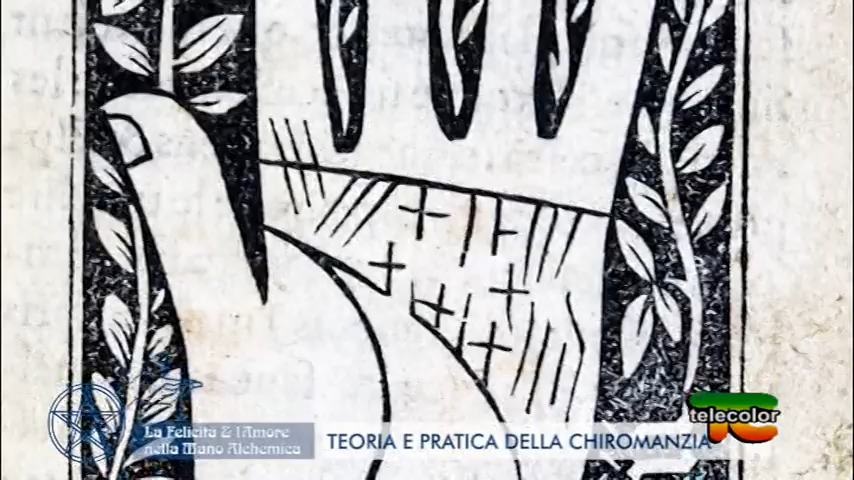 La Felicità & l'Amore
nella Mano Alchemica
TEORIA E PRATICA DELLA CHIROMANZIA
telecolor